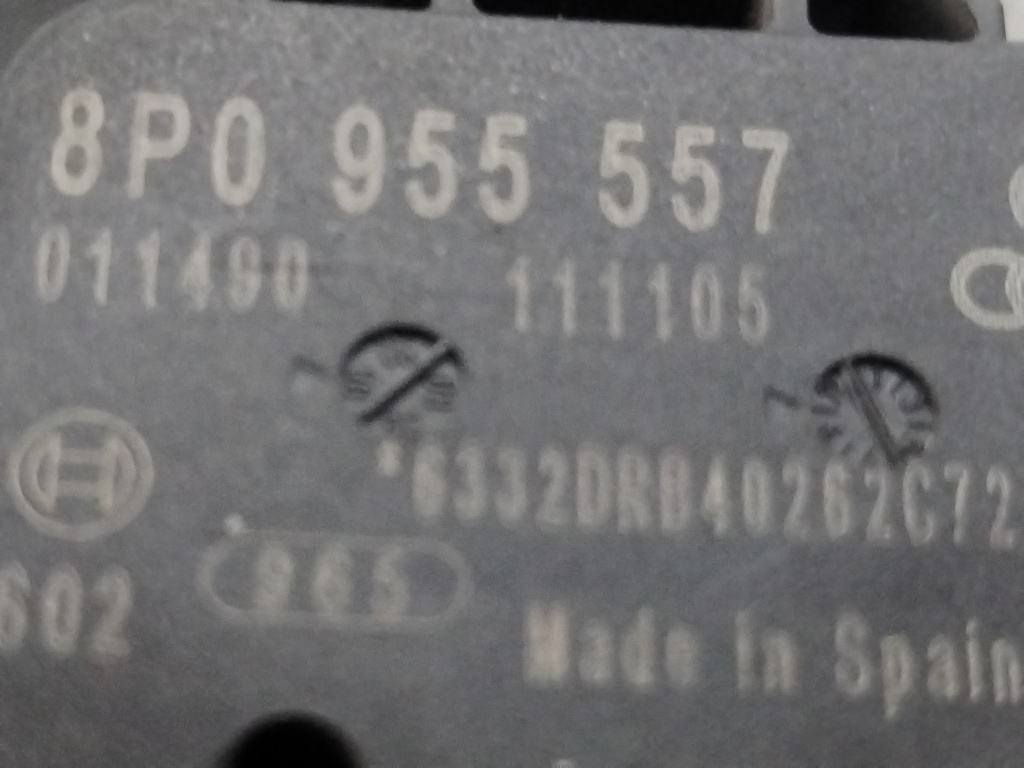 8P0 955 557
011490 111105
*6332DRB40262C72
602 965
Made in Spain